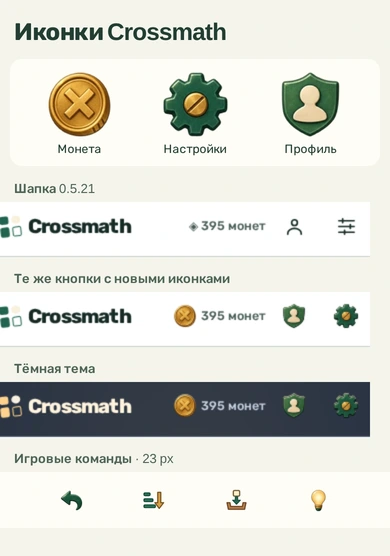 Иконки Crossmath
Монета
Настройки
Профиль
Шапка 0.5.21
Crossmath
395 монет
Те же кнопки с новыми иконками
Crossmath
395 монет
Тёмная тема
Crossmath
395 монет
Игровые команды · 23 px